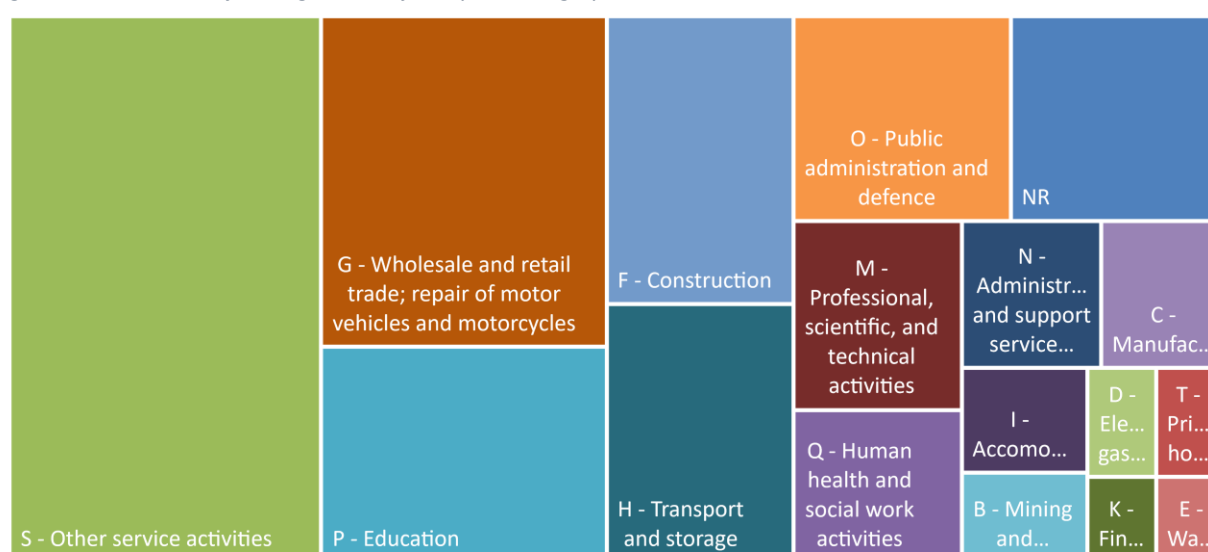 S - Other service activities
G - Wholesale and retail
trade; repair of motor
vehicles and motorcycles
P - Education
F - Construction
H - Transport
and storage
O - Public
administration and
defence
NR
M -
Professional,
scientific, and
technical
activities
Q - Human
health and
social work
activities
N -
Administr...
and support
service...
C -
Manufac...
I -
Accomo...
B - Mining
and...
D -
Ele...
gas...
T -
Pri...
ho...
K -
Fin...
E -
Wa...